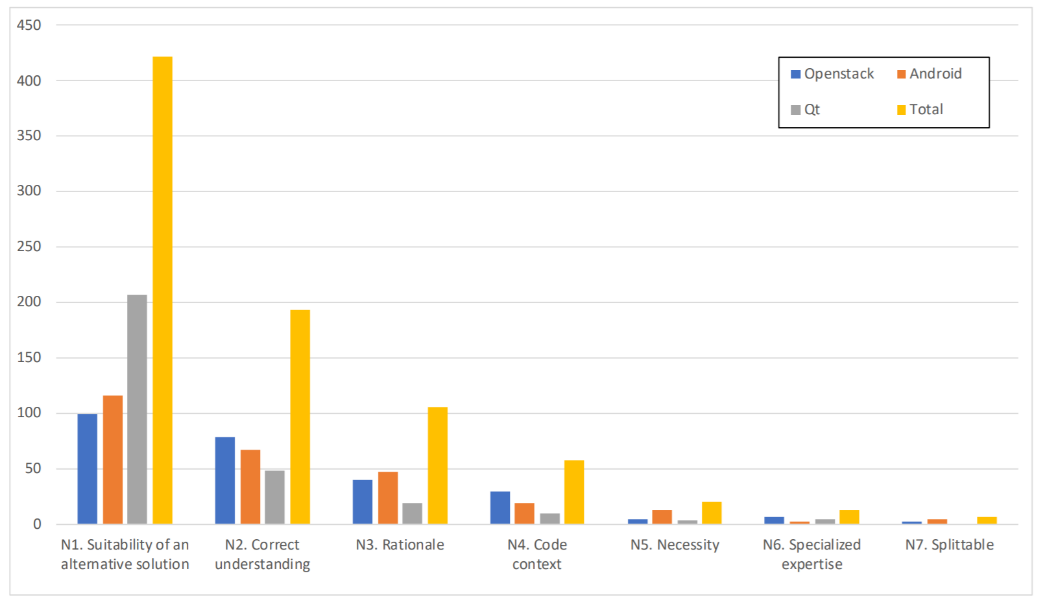 450
400
350
300
250
200
150
100
50
0
Openstack Android
Qt Total
N1. Suitability of an N2. Correct N3. Rationale N4. Code N5. Necessity N6. Specialized N7. Splittable
alternative solution understanding context expertise